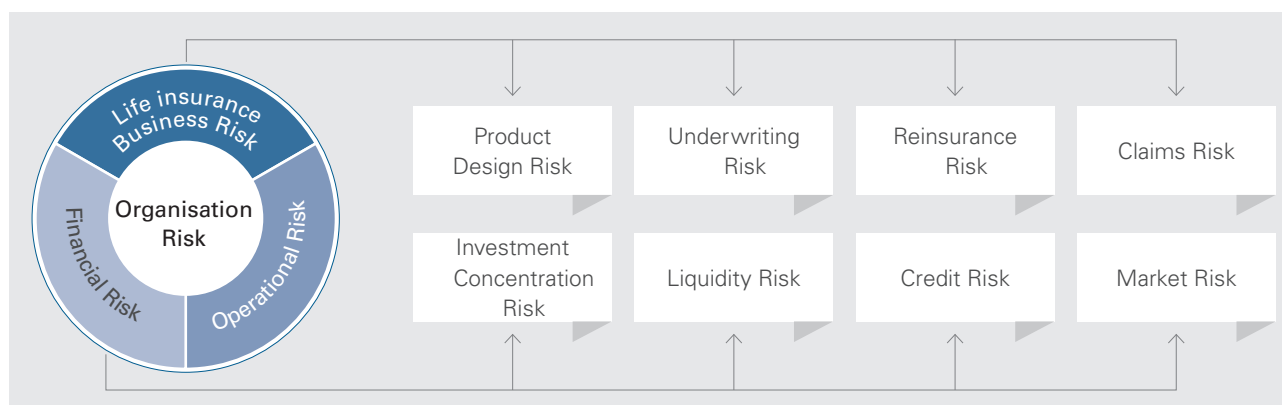 Life insurance
Business Risk
Financial Risk
Operational Risk
Organisation
Risk
Product
Design Risk
Underwriting
Risk
Reinsurance
Risk
Claims Risk
Investment
Concentration
Risk
Liquidity Risk
Credit Risk
Market Risk